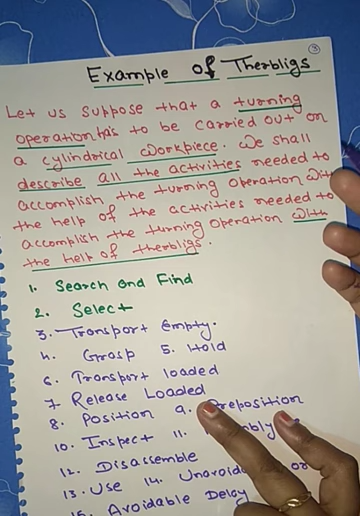 3
Example of Therbligs
Let us suppose that a turning
operation has to be carried out on
a cylindrical workpiece. We shall
describe all the activities needed to
accomplish the turning operation with
the help of the activities needed to
accomplish the turning operation with
the help of therbligs.
1. Search and Find
2. Select
3. Transport Empty.
4. Grasp 5. Hold
6. Transport loaded
7. Release Loaded
8. Position 9. Preposition
10. Inspect 11.
12. Disassemble
13. Use 14.
15. Avoidable Delay